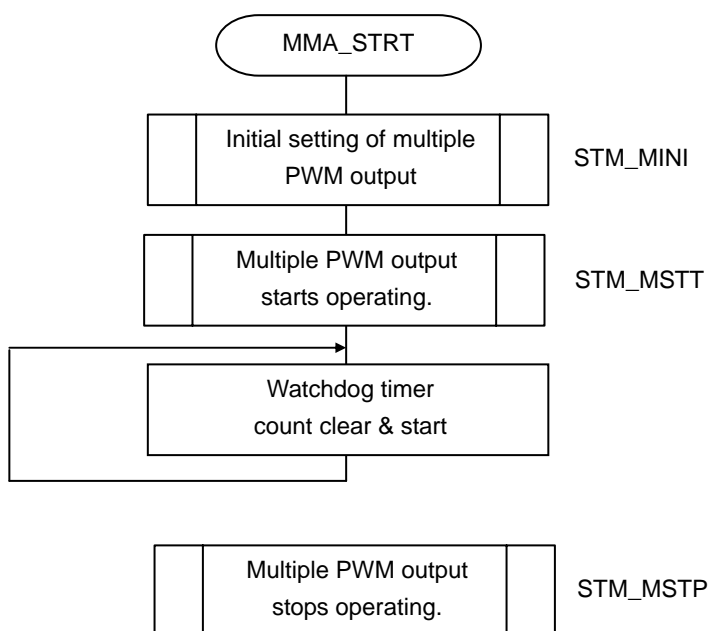 MMA_STRT
Initial setting of multiple
PWM output
STM_MINI
Multiple PWM output
starts operating.
STM_MSTT
Watchdog timer
count clear & start
Multiple PWM output
stops operating.
STM_MSTP